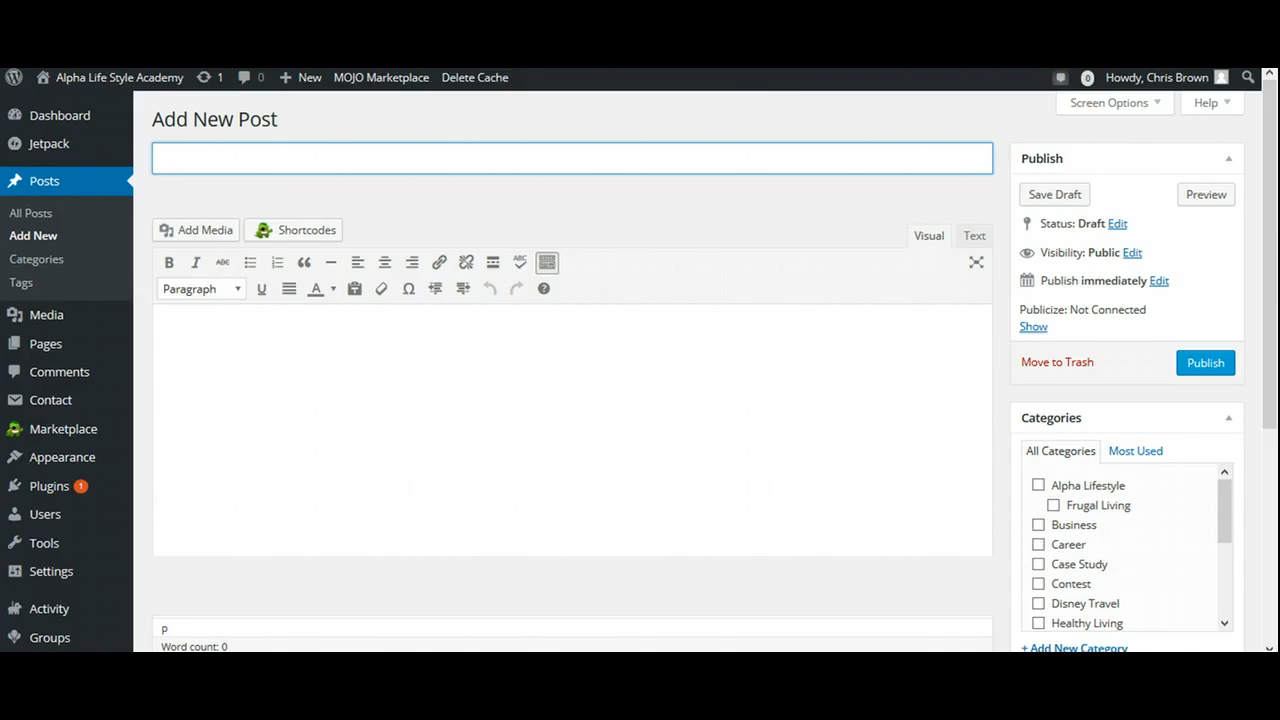 Alpha Life Style Academy 1 0 New MOJO Marketplace Delete Cache 0 Howdy, Chris Brown
Screen Options Help
Dashboard
Jetpack
Posts
All Posts
Add New
Categories
Tags
Media
Pages
Comments
Contact
Marketplace
Appearance
Plugins 1
Users
Tools
Settings
Activity
Groups
Add New Post
Add Media Shortcodes
Visual Text
B I ABC ABC
Paragraph U A Ω ?
p
Word count: 0
Publish
Save Draft Preview
Status: Draft Edit
Visibility: Public Edit
Publish immediately Edit
Publicize: Not Connected
Show
Move to Trash Publish
Categories
All Categories Most Used
Alpha Lifestyle
Frugal Living
Business
Career
Case Study
Contest
Disney Travel
Healthy Living
+ Add New Category